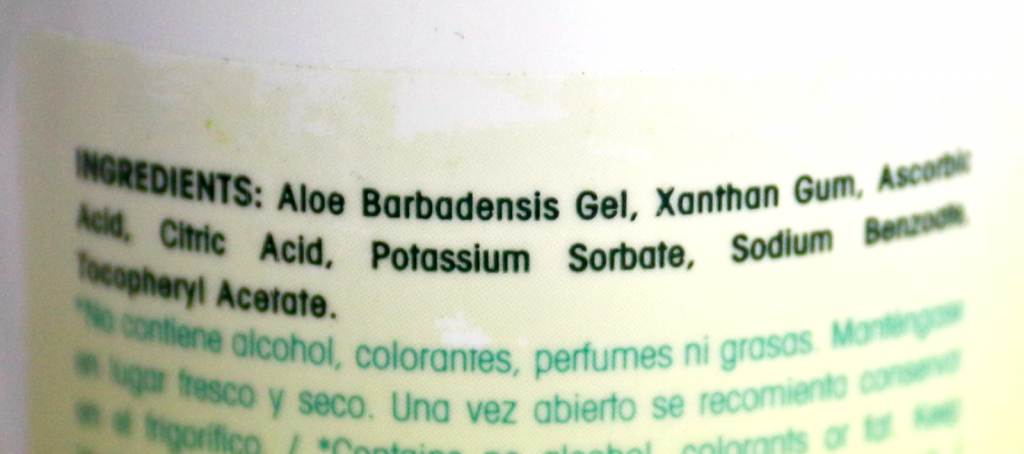 INGREDIENTS: Aloe Barbadensis Gel, Xanthan Gum, Ascorbic
Acid, Citric Acid, Potassium Sorbate, Sodium Benzoate,
Tocopheryl Acetate.
*No contiene alcohol, colorantes, perfumes ni grasas. Manténgase
en lugar fresco y seco. Una vez abierto se recomienta conservar
en el frigorífico. / *Contains no alcohol, colorants or fat. Keep